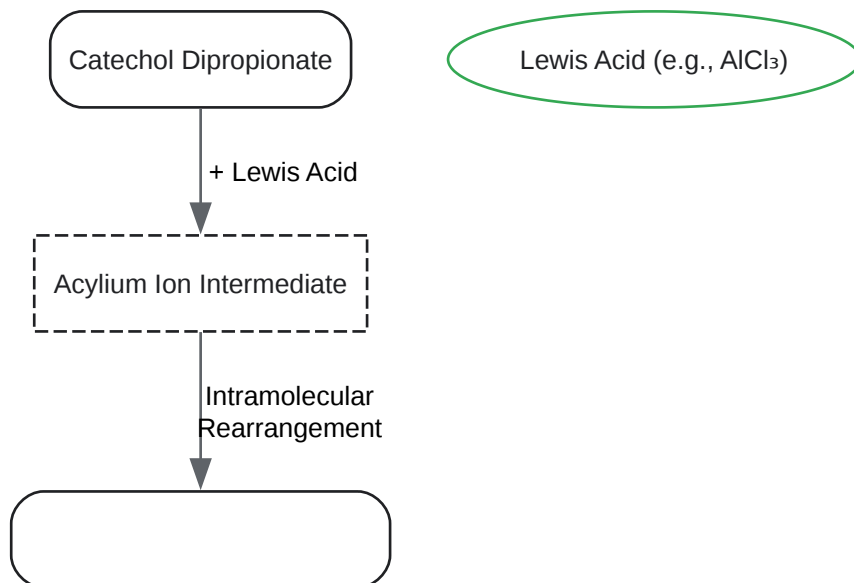 Catechol Dipropionate
Lewis Acid (e.g., AlCl₃)
+ Lewis Acid
Acylium Ion Intermediate
Intramolecular
Rearrangement